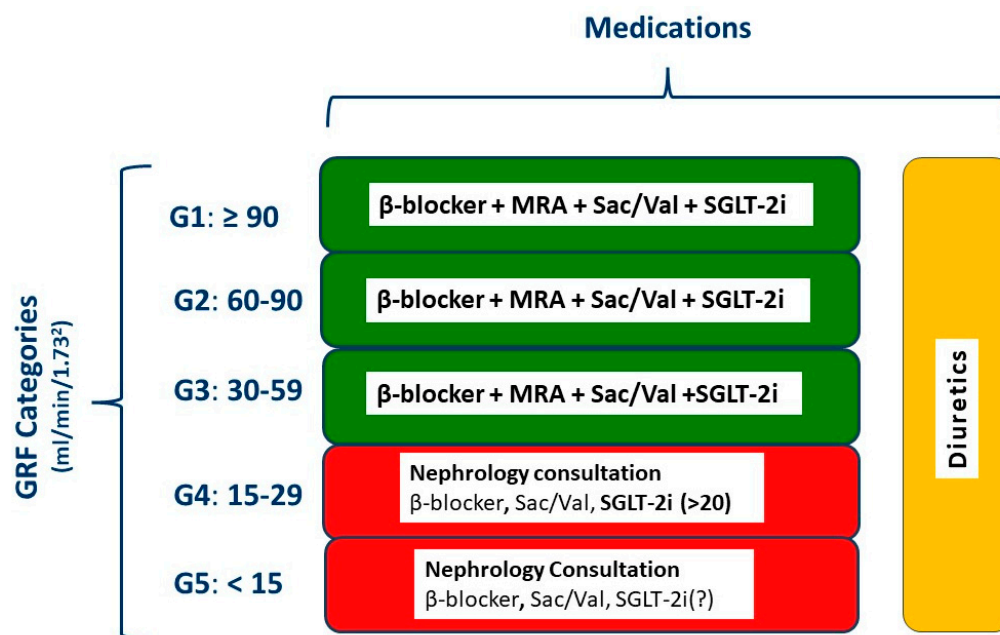 Medications
GRF Categories
(ml/min/1.73²)
G1: ≥ 90
β-blocker + MRA + Sac/Val + SGLT-2i
G2: 60-90
β-blocker + MRA + Sac/Val + SGLT-2i
G3: 30-59
β-blocker + MRA + Sac/Val +SGLT-2i
G4: 15-29
Nephrology consultation
β-blocker, Sac/Val, SGLT-2i (>20)
G5: < 15
Nephrology Consultation
β-blocker, Sac/Val, SGLT-2i(?)
Diuretics